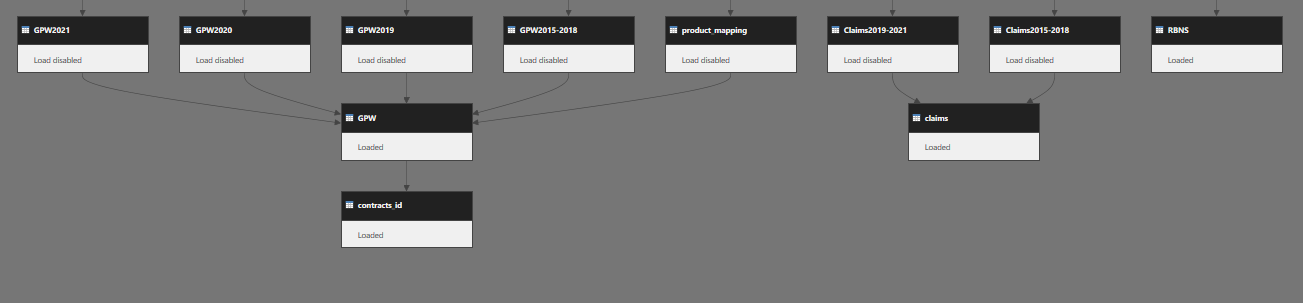 GPW2021
Load disabled
GPW2020
Load disabled
GPW2019
Load disabled
GPW2015-2018
Load disabled
product_mapping
Load disabled
Claims2019-2021
Load disabled
Claims2015-2018
Load disabled
RBNS
Loaded
GPW
Loaded
claims
Loaded
contracts_id
Loaded